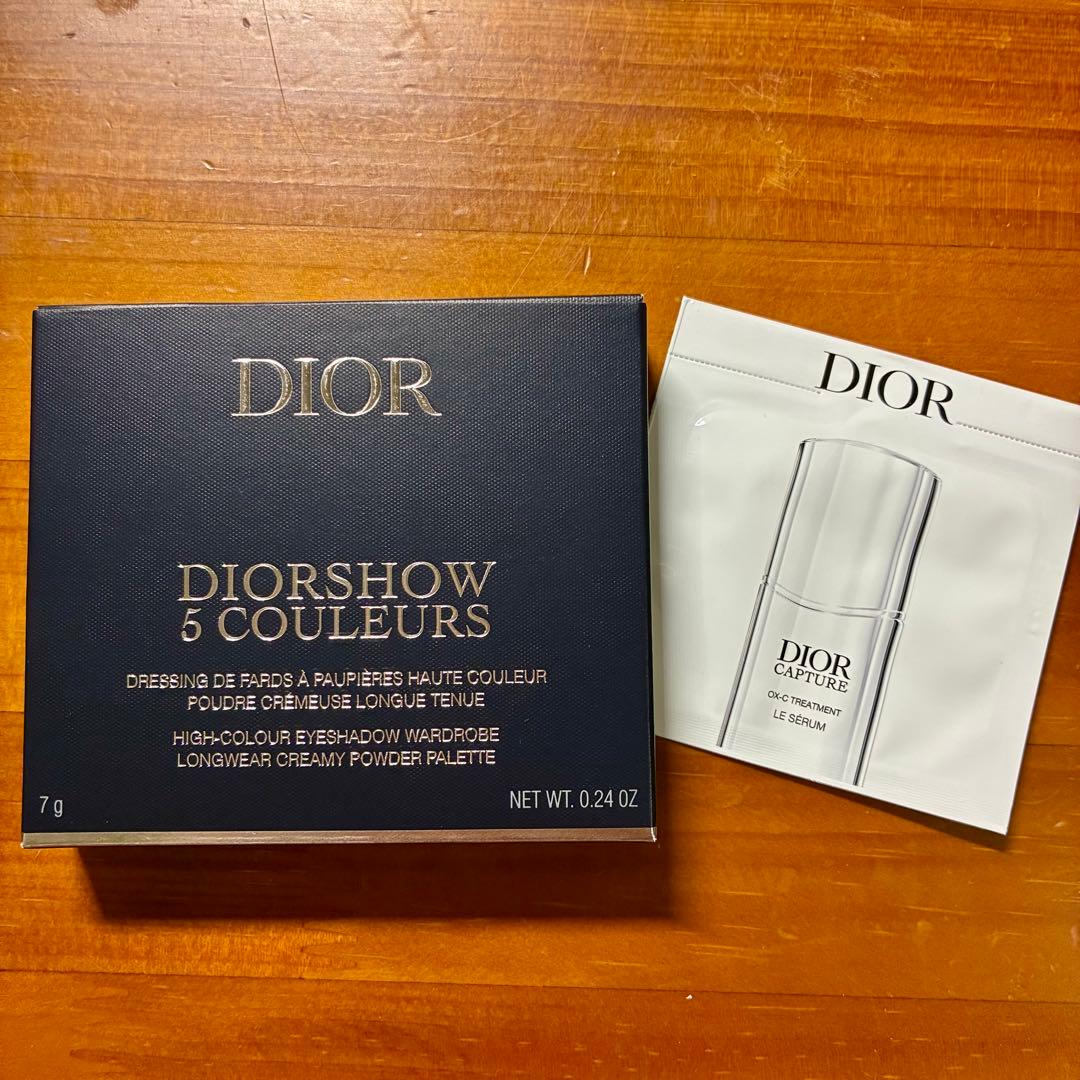 DIOR
DIORSHOW
5 COULEURS
DRESSING DE FARDS À PAUPIÈRES HAUTE COULEUR
POUDRE CRÉMEUSE LONGUE TENUE
HIGH-COLOUR EYESHADOW WARDROBE
LONGWEAR CREAMY POWDER PALETTE
7 g
NET WT. 0.24 OZ
DIOR
DIOR
CAPTURE
OX-C TREATMENT
LE SÉRUM